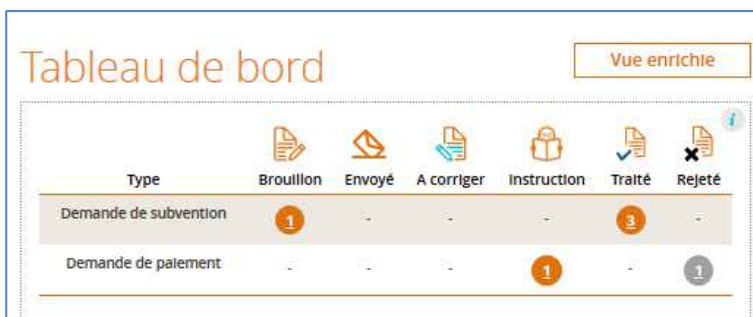 Tableau de bord
Vue enrichie
i
Type Brouillon Envoyé A corriger Instruction Traité Rejeté
Demande de subvention 1 - - - 3 -
Demande de paiement - - - 1 - 1